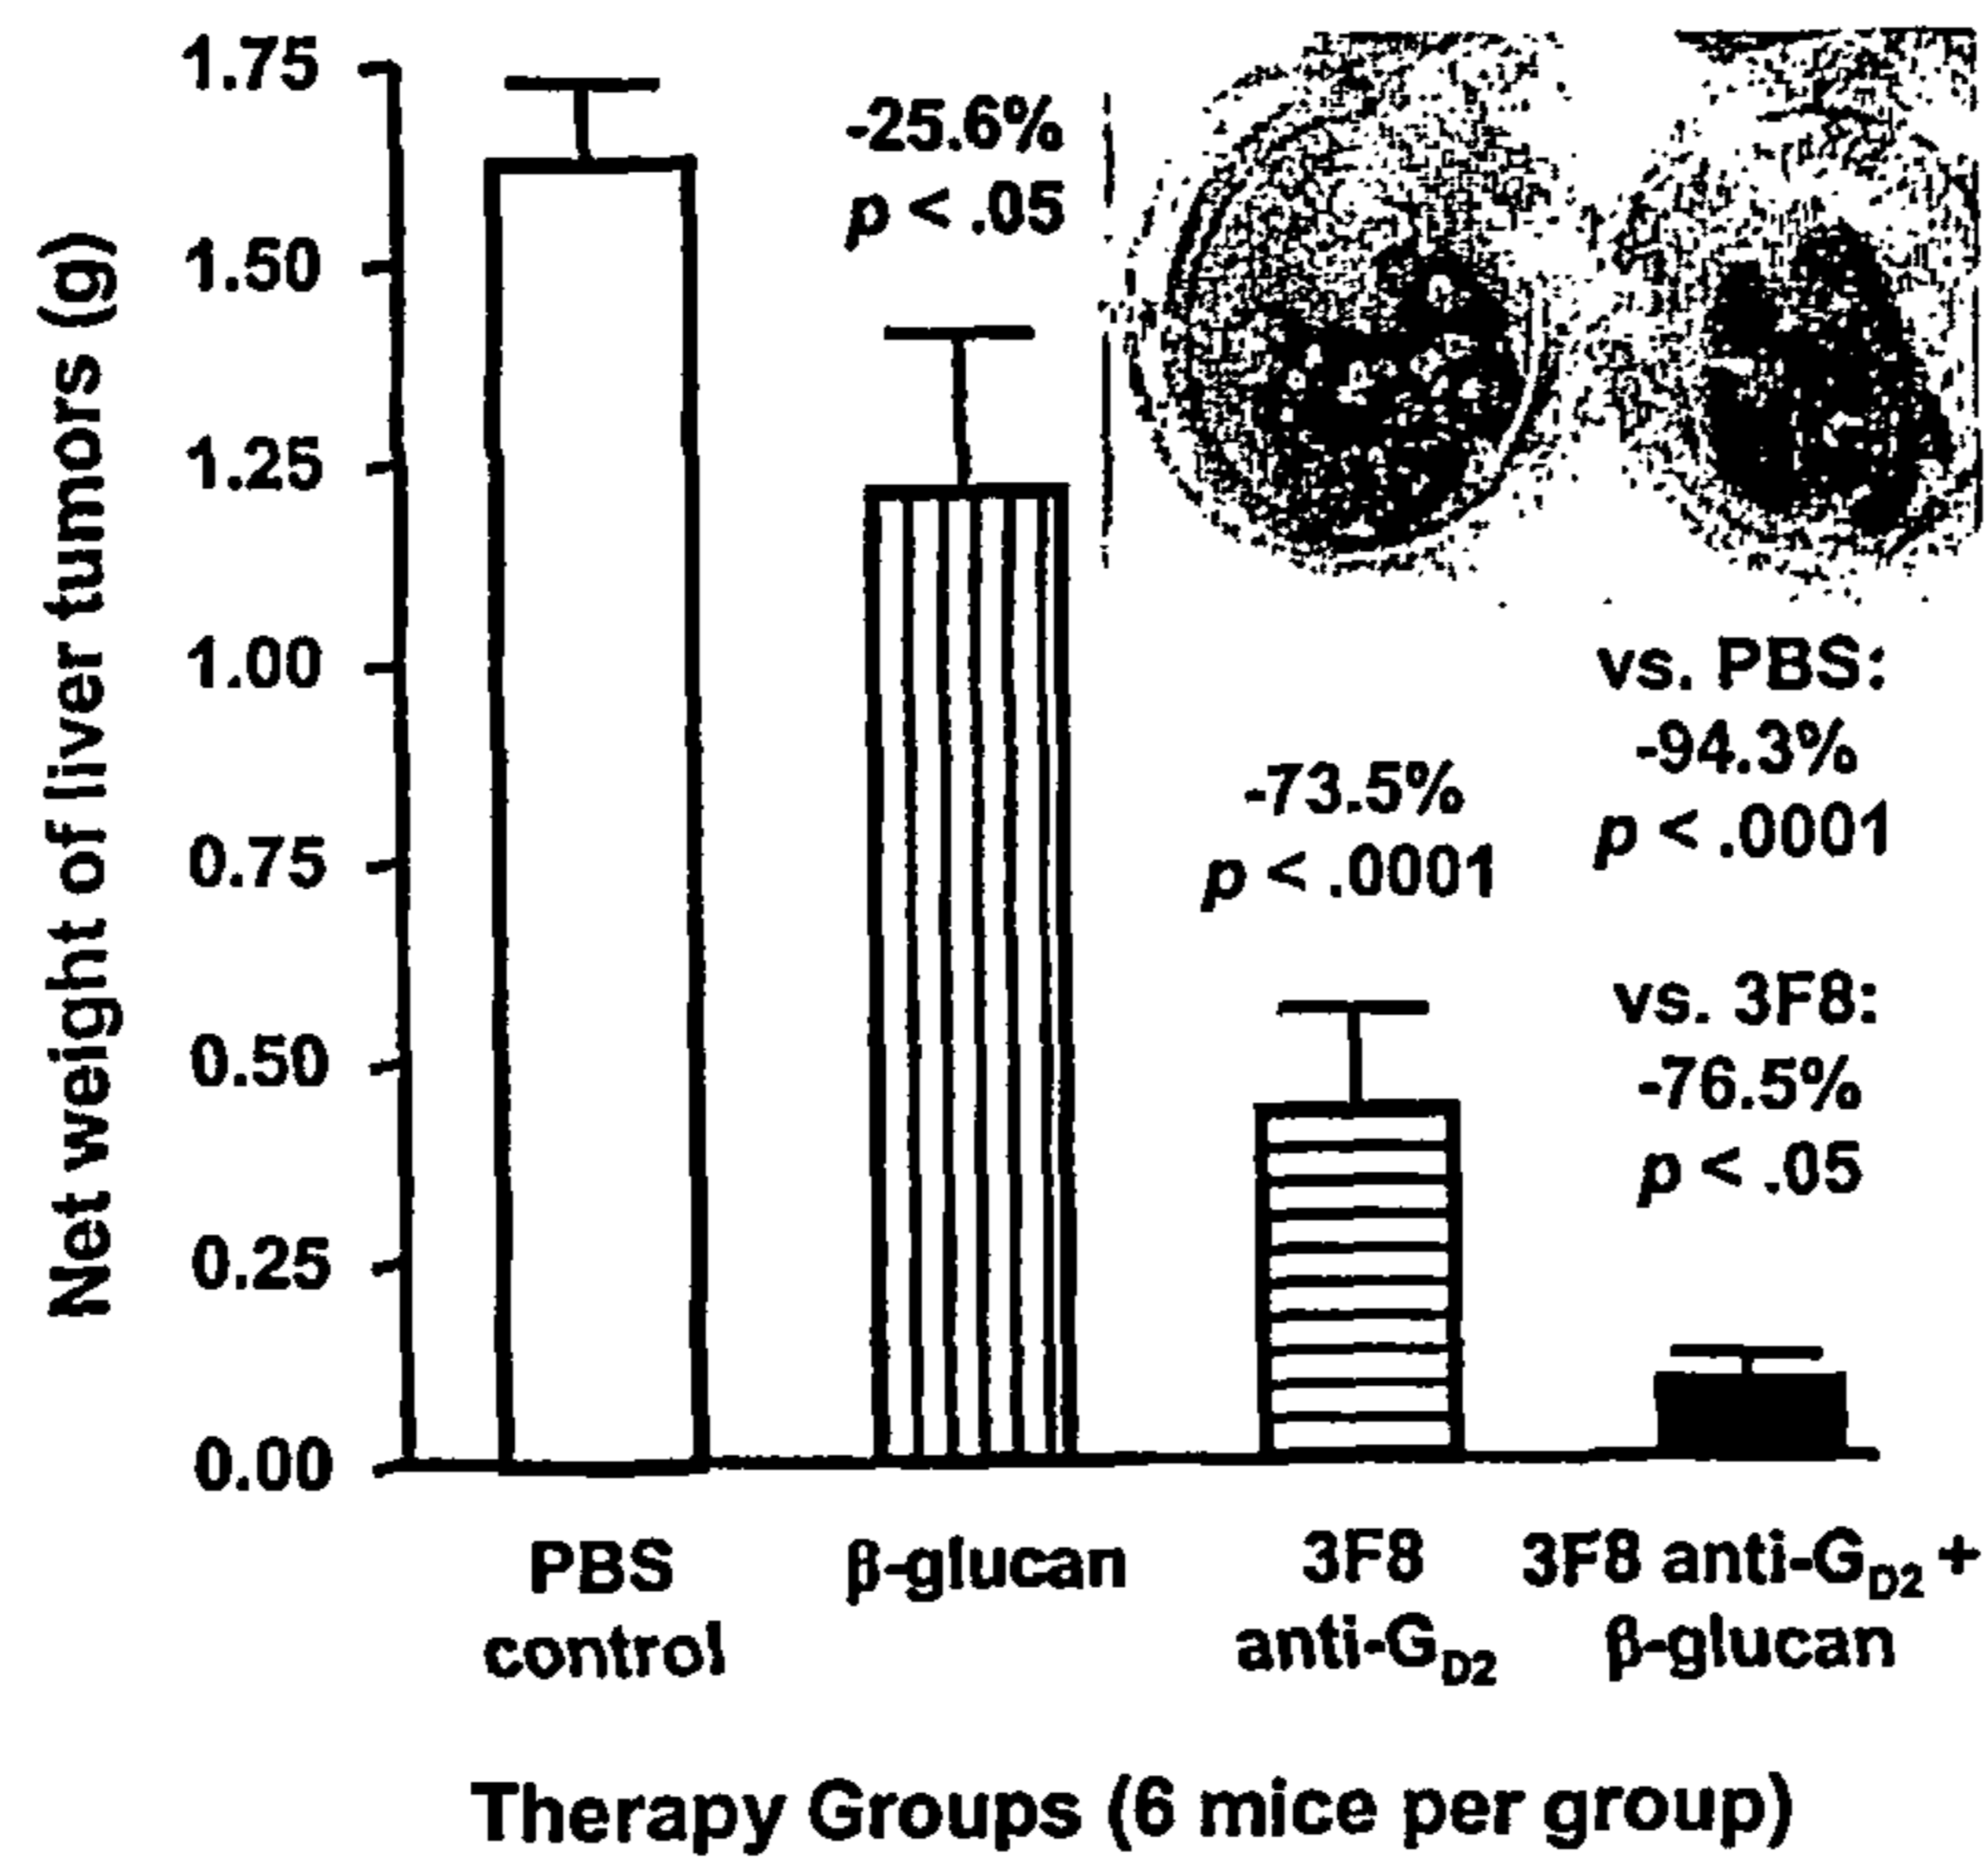 Net weight of liver tumors (g)
1.75
1.50
1.25
1.00
0.75
0.50
0.25
0.00
-25.6%
p < .05
-73.5%
p < .0001
vs. PBS:
-94.3%
p < .0001
vs. 3F8:
-76.5%
p < .05
PBS
control
β-glucan
3F8
anti-G_D2
3F8 anti-G_D2 +
β-glucan
Therapy Groups (6 mice per group)